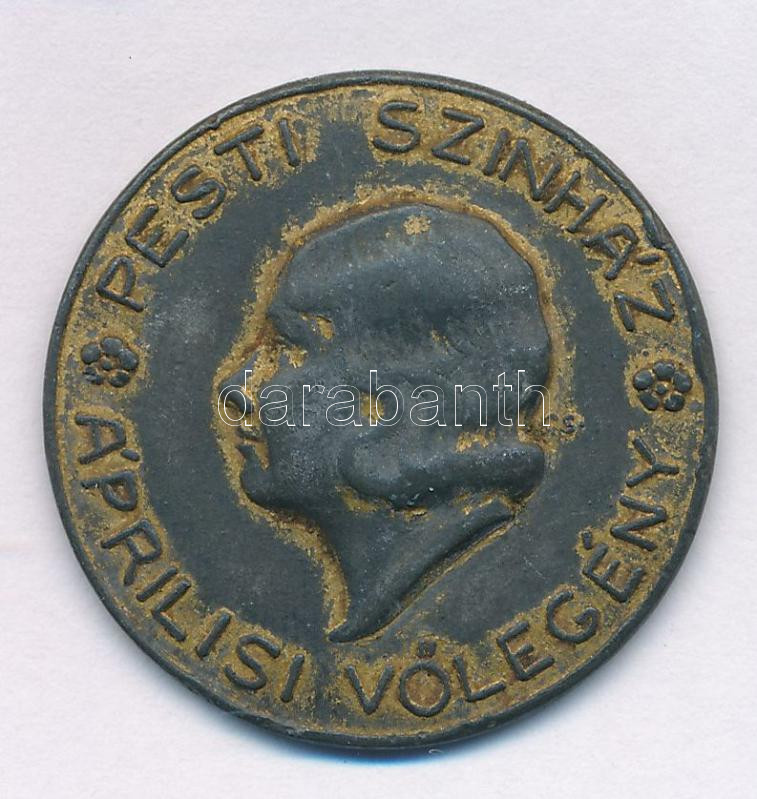 PESTI SZINHÁZ
ÁPRILISI VŐLEGÉNY
darabanth